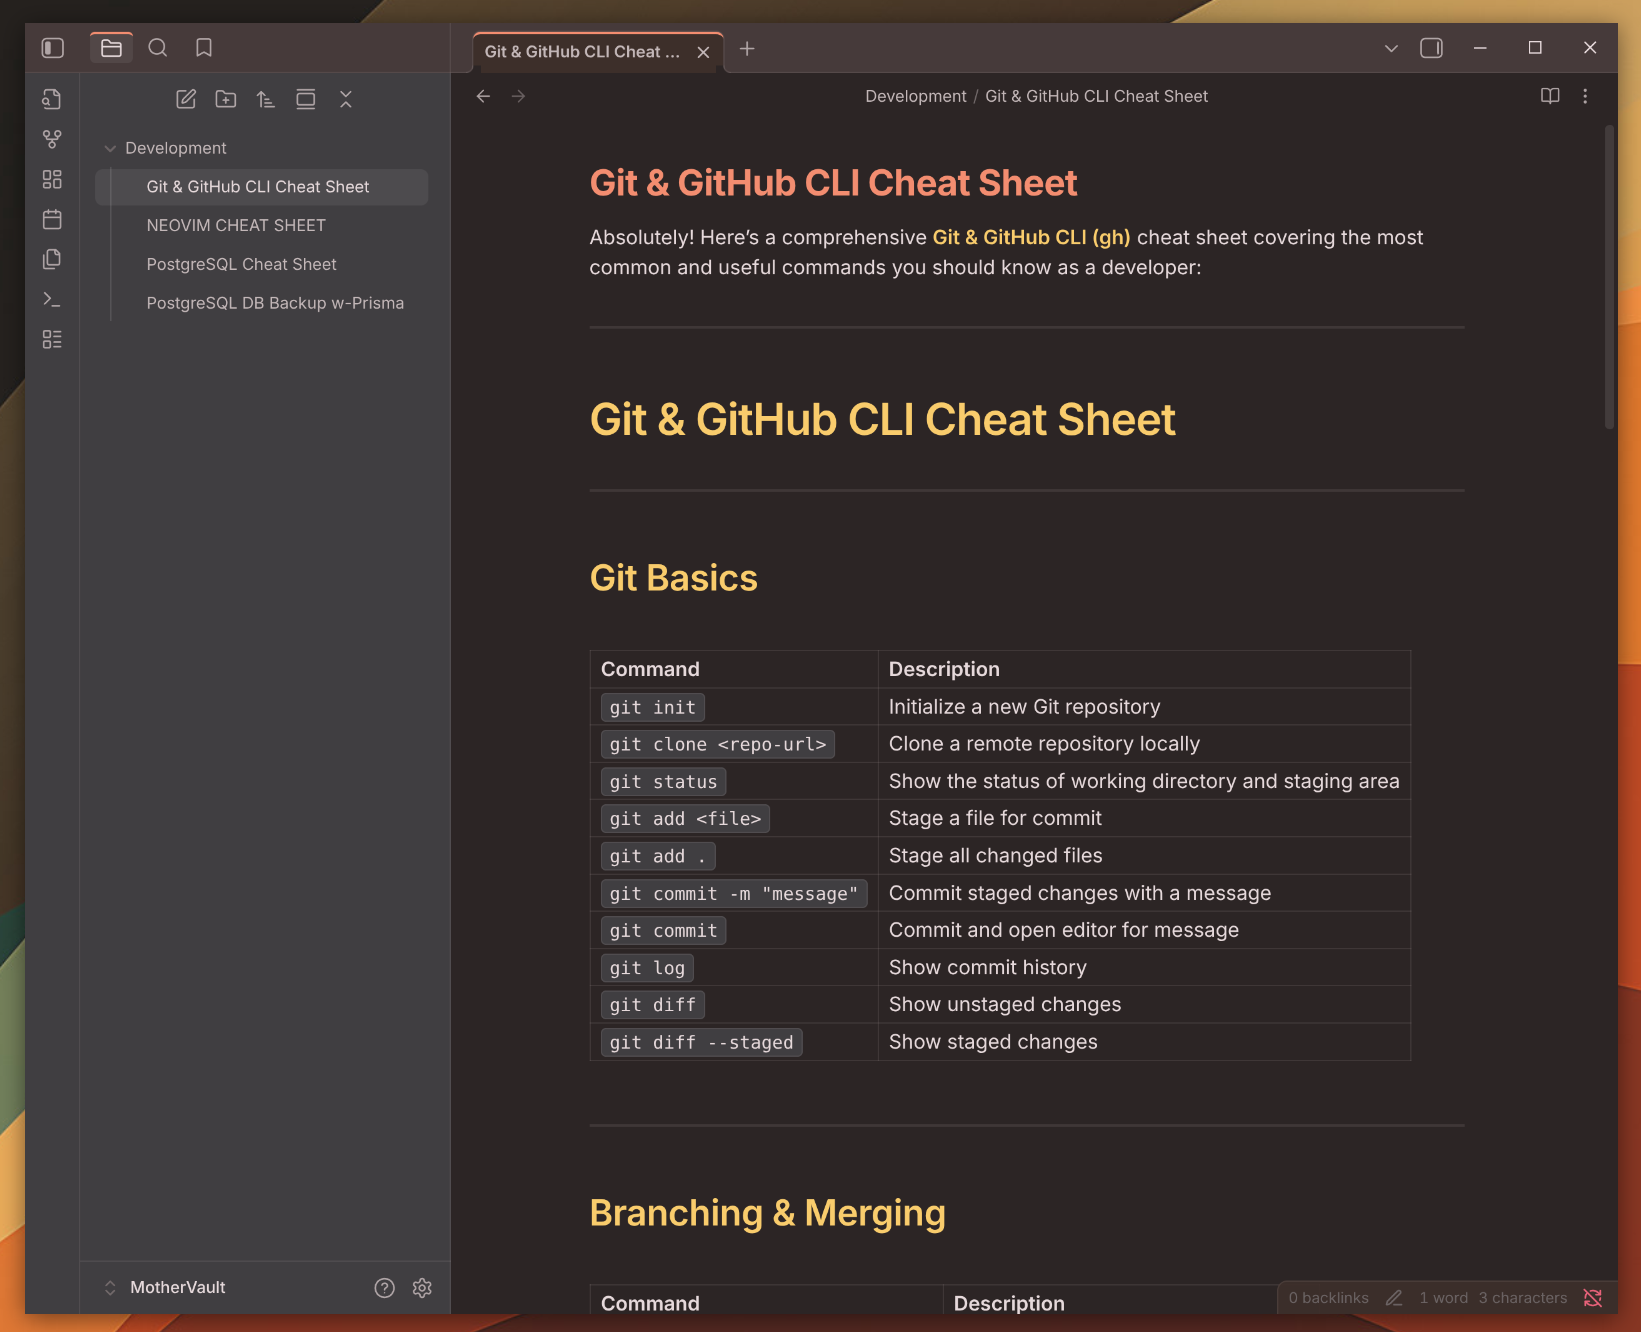 Git & GitHub CLI Cheat ...
Development / Git & GitHub CLI Cheat Sheet
Development
Git & GitHub CLI Cheat Sheet
NEOVIM CHEAT SHEET
PostgreSQL Cheat Sheet
PostgreSQL DB Backup w-Prisma
MotherVault
Git & GitHub CLI Cheat Sheet
Absolutely! Here’s a comprehensive Git & GitHub CLI (gh) cheat sheet covering the most
common and useful commands you should know as a developer:
Git & GitHub CLI Cheat Sheet
Git Basics
Command Description
git init Initialize a new Git repository
git clone <repo-url> Clone a remote repository locally
git status Show the status of working directory and staging area
git add <file> Stage a file for commit
git add . Stage all changed files
git commit -m "message" Commit staged changes with a message
git commit Commit and open editor for message
git log Show commit history
git diff Show unstaged changes
git diff --staged Show staged changes
Branching & Merging
Command Description
0 backlinks 1 word 3 characters